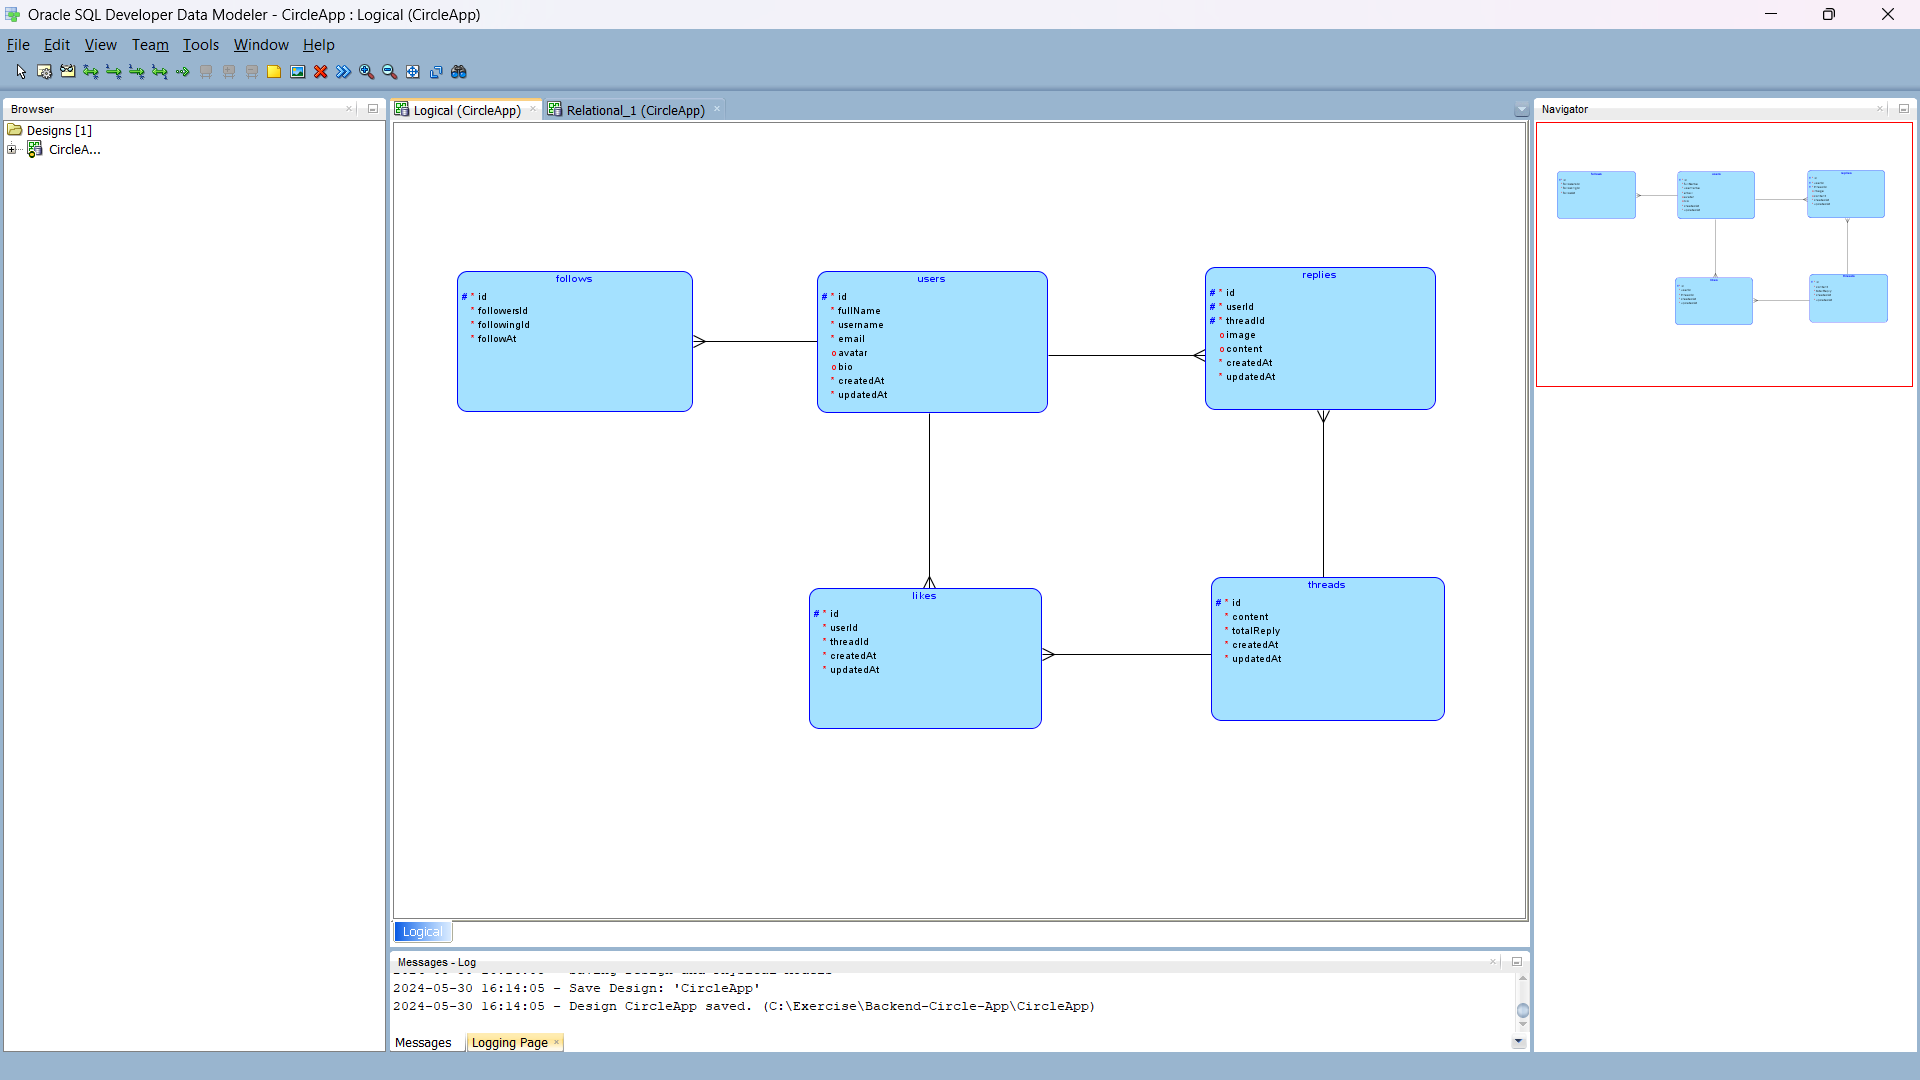 Oracle SQL Developer Data Modeler - CircleApp : Logical (CircleApp)
File Edit View Team Tools Window Help
Browser
Designs [1]
CircleA...
Logical (CircleApp)
Relational_1 (CircleApp)
follows
# * id
* followersId
* followingId
* followAt
users
# * id
* fullName
* username
* email
o avatar
o bio
* createdAt
* updatedAt
replies
# * id
# * userId
# * threadId
o image
o content
* createdAt
* updatedAt
likes
# * id
* userId
* threadId
* createdAt
* updatedAt
threads
# * id
* content
* totalReply
* createdAt
* updatedAt
Logical
Messages - Log
2024-05-30 16:14:05 - Save Design: 'CircleApp'
2024-05-30 16:14:05 - Design CircleApp saved. (C:\Exercise\Backend-Circle-App\CircleApp)
Messages
Logging Page
Navigator